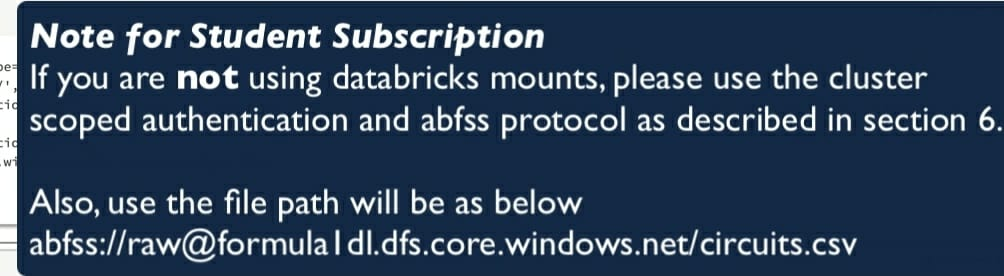 Note for Student Subscription
If you are not using databricks mounts, please use the cluster
scoped authentication and abfss protocol as described in section 6.
Also, use the file path will be as below
abfss://raw@formula1dl.dfs.core.windows.net/circuits.csv